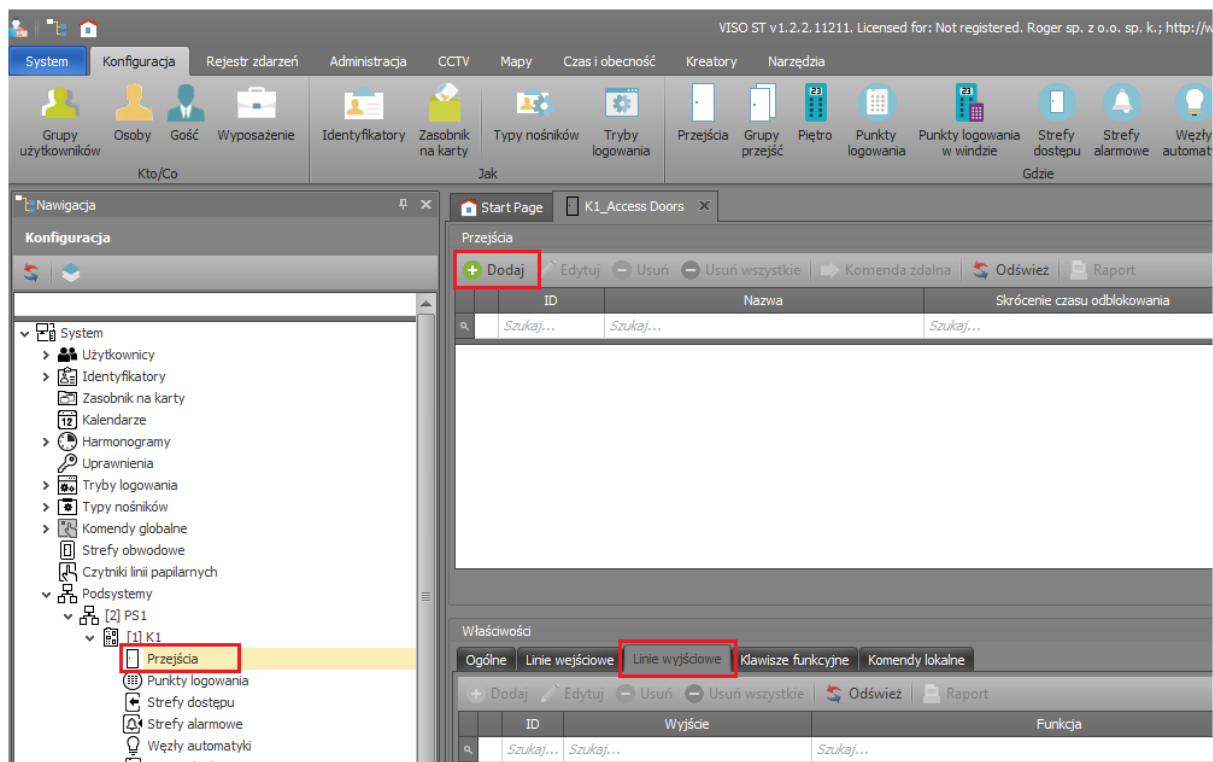 VISO ST v1.2.2.11211. Licensed for: Not registered. Roger sp. z o.o. sp. k.; http://w
System Konfiguracja Rejestr zdarzeń Administracja CCTV Mapy Czas i obecność Kreatory Narzędzia
Grupy użytkowników
Osoby
Gość
Wyposażenie
Kto/Co
Identyfikatory
Zasobnik na karty
Typy nośników
Tryby logowania
Jak
Przejścia
Grupy przejść
23
Piętro
Punkty logowania
23
Punkty logowania w windzie
Strefy dostępu
Strefy alarmowe
Węzły automat
Gdzie
Nawigacja
Konfiguracja
System
Użytkownicy
Identyfikatory
Zasobnik na karty
12 Kalendarze
Harmonogramy
Uprawnienia
Tryby logowania
Typy nośników
Komendy globalne
Strefy obwodowe
Czytniki linii papilarnych
Podsystemy
[2] PS1
[1] K1
Przejścia
Punkty logowania
Strefy dostępu
Strefy alarmowe
Węzły automatyki
Start Page K1_Access Doors
Przejścia
Dodaj Edytuj Usuń Usuń wszystkie Komenda zdalna Odśwież Raport
ID Nazwa Skrócenie czasu odblokowania
Szukaj... Szukaj... Szukaj...
Właściwości
Ogólne Linie wejściowe Linie wyjściowe Klawisze funkcyjne Komendy lokalne
Dodaj Edytuj Usuń Usuń wszystkie Odśwież Raport
ID Wyjście Funkcja
Szukaj... Szukaj... Szukaj...